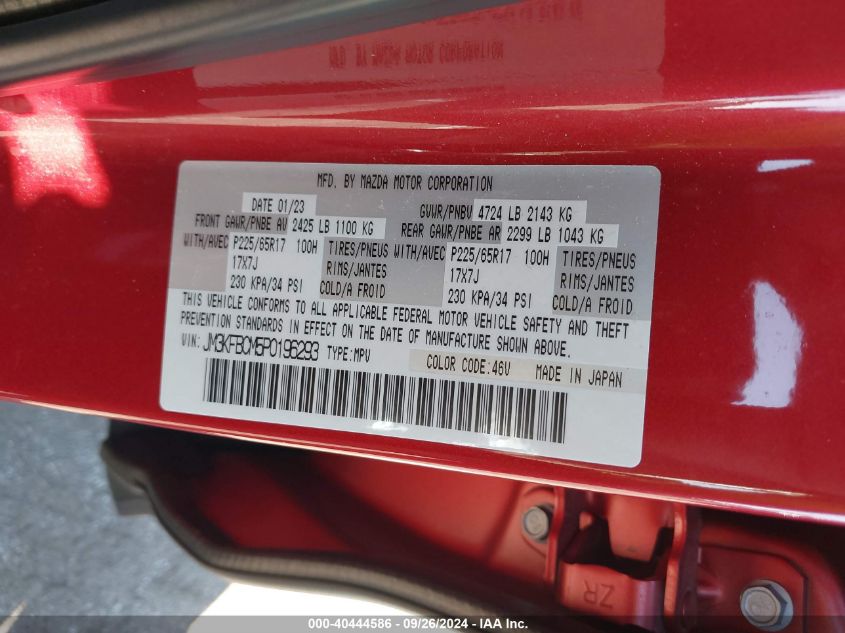 MFD. BY MAZDA MOTOR CORPORATION
MFD. BY MAZDA MOTOR CORPORATION
DATE 01/23 GVWR/PNBV 4724 LB 2143 KG
FRONT GAWR/PNBE AV 2425 LB 1100 KG REAR GAWR/PNBE AR 2299 LB 1043 KG
WITH/AVEC P225/65R17 100H TIRES/PNEUS WITH/AVEC P225/65R17 100H TIRES/PNEUS
17X7J RIMS/JANTES 17X7J RIMS/JANTES
230 KPA/34 PSI COLD/A FROID 230 KPA/34 PSI COLD/A FROID
THIS VEHICLE CONFORMS TO ALL APPLICABLE FEDERAL MOTOR VEHICLE SAFETY AND THEFT
PREVENTION STANDARDS IN EFFECT ON THE DATE OF MANUFACTURE SHOWN ABOVE.
VIN: JM3KFBCM5P0196293 TYPE: MPV COLOR CODE: 46V MADE IN JAPAN
ZR
000-40444586 - 09/26/2024 - IAA Inc.